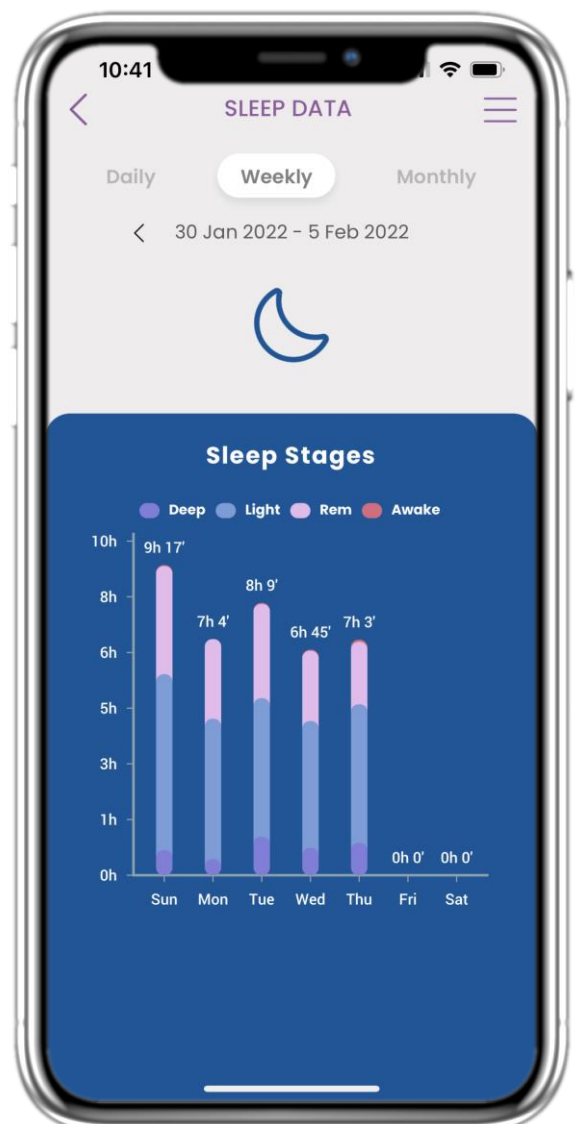 10:41
SLEEP DATA
Daily Weekly Monthly
30 Jan 2022 - 5 Feb 2022
Sleep Stages
Deep Light Rem Awake
10h
9h 17'
8h 9'
8h
7h 4'
7h 3'
6h 45'
6h
5h
3h
1h
0h 0' 0h 0'
0h
Sun Mon Tue Wed Thu Fri Sat